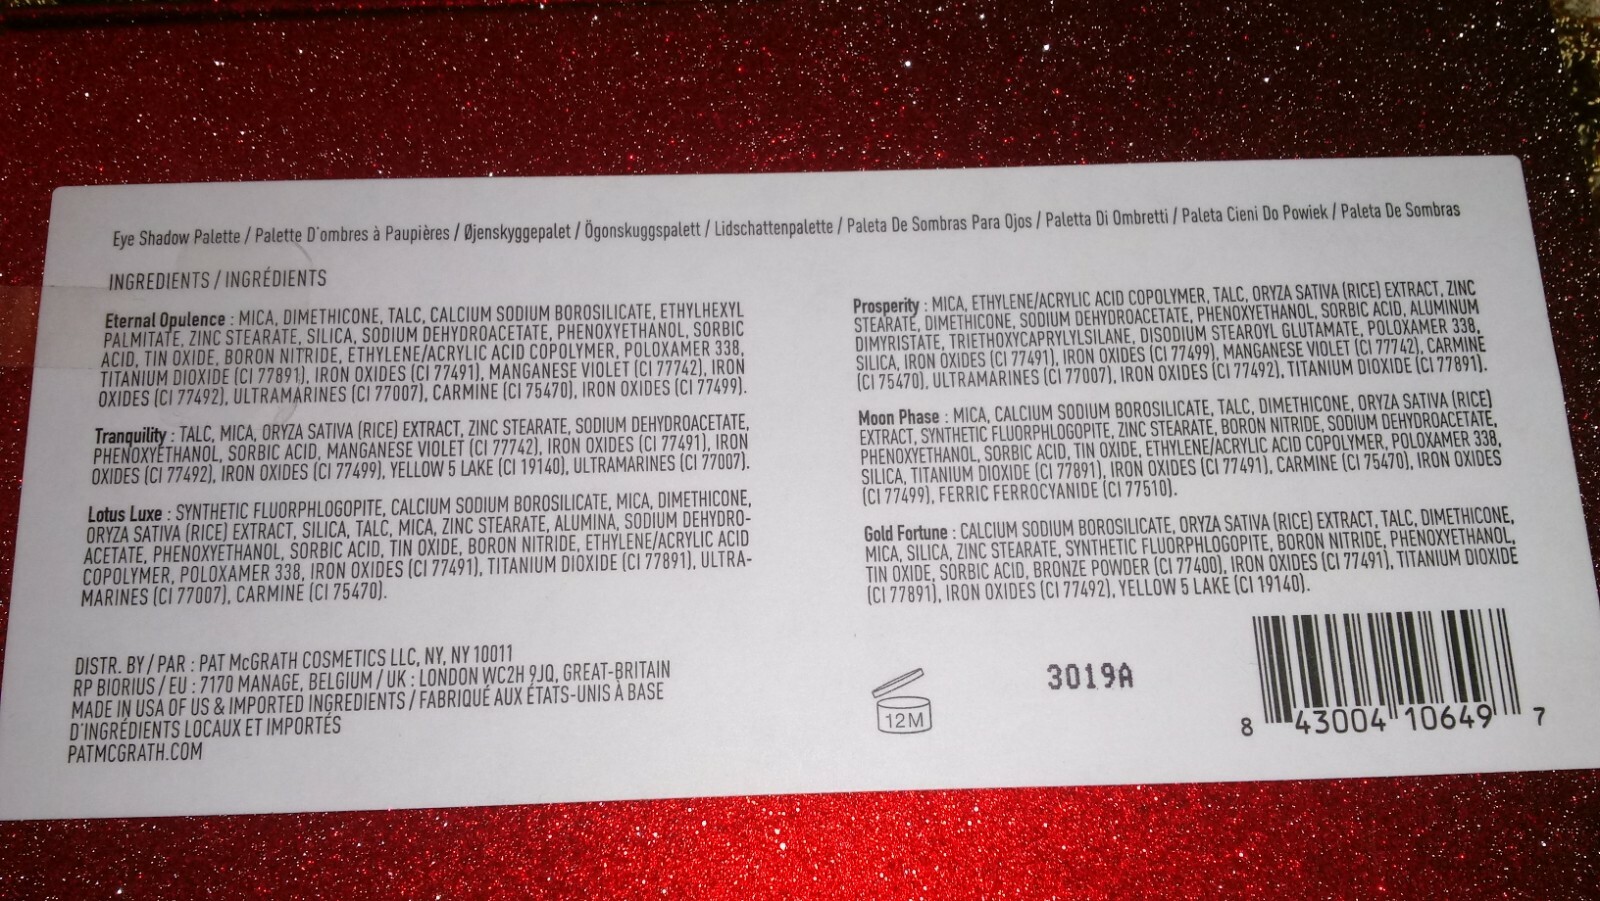 Eye Shadow Palette / Palette D'ombres à Paupières / Øjenskyggepalet / Ögonskuggspalett / Lidschattenpalette / Paleta De Sombras Para Ojos / Paletta Di Ombretti / Paleta Cieni Do Powiek / Paleta De Sombras
INGREDIENTS / INGRÉDIENTS
Eternal Opulence : MICA, DIMETHICONE, TALC, CALCIUM SODIUM BOROSILICATE, ETHYLHEXYL
PALMITATE, ZINC STEARATE, SILICA, SODIUM DEHYDROACETATE, PHENOXYETHANOL, SORBIC
ACID, TIN OXIDE, BORON NITRIDE, ETHYLENE/ACRYLIC ACID COPOLYMER, POLOXAMER 338,
TITANIUM DIOXIDE (CI 77891), IRON OXIDES (CI 77491), MANGANESE VIOLET (CI 77742), IRON
OXIDES (CI 77492), ULTRAMARINES (CI 77007), CARMINE (CI 75470), IRON OXIDES (CI 77499).
Tranquility : TALC, MICA, ORYZA SATIVA (RICE) EXTRACT, ZINC STEARATE, SODIUM DEHYDROACETATE,
PHENOXYETHANOL, SORBIC ACID, MANGANESE VIOLET (CI 77742), IRON OXIDES (CI 77491), IRON
OXIDES (CI 77492), IRON OXIDES (CI 77499), YELLOW 5 LAKE (CI 19140), ULTRAMARINES (CI 77007).
Lotus Luxe : SYNTHETIC FLUORPHLOGOPITE, CALCIUM SODIUM BOROSILICATE, MICA, DIMETHICONE,
ORYZA SATIVA (RICE) EXTRACT, SILICA, TALC, MICA, ZINC STEARATE, ALUMINA, SODIUM DEHYDRO-
ACETATE, PHENOXYETHANOL, SORBIC ACID, TIN OXIDE, BORON NITRIDE, ETHYLENE/ACRYLIC ACID
COPOLYMER, POLOXAMER 338, IRON OXIDES (CI 77491), TITANIUM DIOXIDE (CI 77891), ULTRA-
MARINES (CI 77007), CARMINE (CI 75470).
DISTR. BY / PAR : PAT McGRATH COSMETICS LLC, NY, NY 10011
RP BIORIUS / EU : 7170 MANAGE, BELGIUM / UK : LONDON WC2H 9JQ, GREAT-BRITAIN
MADE IN USA OF US & IMPORTED INGREDIENTS / FABRIQUÉ AUX ÉTATS-UNIS À BASE
D'INGRÉDIENTS LOCAUX ET IMPORTÉS
PATMCGRATH.COM
Prosperity : MICA, ETHYLENE/ACRYLIC ACID COPOLYMER, TALC, ORYZA SATIVA (RICE) EXTRACT, ZINC
STEARATE, DIMETHICONE, SODIUM DEHYDROACETATE, PHENOXYETHANOL, SORBIC ACID, ALUMINUM
DIMYRISTATE, TRIETHOXYCAPRYLYLSILANE, DISODIUM STEAROYL GLUTAMATE, POLOXAMER 338,
SILICA, IRON OXIDES (CI 77491), IRON OXIDES (CI 77499), MANGANESE VIOLET (CI 77742), CARMINE
(CI 75470), ULTRAMARINES (CI 77007), IRON OXIDES (CI 77492), TITANIUM DIOXIDE (CI 77891).
Moon Phase : MICA, CALCIUM SODIUM BOROSILICATE, TALC, DIMETHICONE, ORYZA SATIVA (RICE)
EXTRACT, SYNTHETIC FLUORPHLOGOPITE, ZINC STEARATE, BORON NITRIDE, SODIUM DEHYDROACETATE,
PHENOXYETHANOL, SORBIC ACID, TIN OXIDE, ETHYLENE/ACRYLIC ACID COPOLYMER, POLOXAMER 338,
SILICA, TITANIUM DIOXIDE (CI 77891), IRON OXIDES (CI 77491), CARMINE (CI 75470), IRON OXIDES
(CI 77499), FERRIC FERROCYANIDE (CI 77510).
Gold Fortune : CALCIUM SODIUM BOROSILICATE, ORYZA SATIVA (RICE) EXTRACT, TALC, DIMETHICONE,
MICA, SILICA, ZINC STEARATE, SYNTHETIC FLUORPHLOGOPITE, BORON NITRIDE, PHENOXYETHANOL,
TIN OXIDE, SORBIC ACID, BRONZE POWDER (CI 77400), IRON OXIDES (CI 77491), TITANIUM DIOXIDE
(CI 77891), IRON OXIDES (CI 77492), YELLOW 5 LAKE (CI 19140).
12M
3019A
8 43004 10649 7